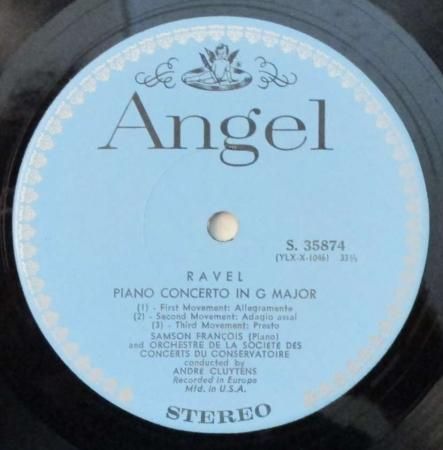 Angel
S. 35874
(YLX-X-1046) 33⅓
RAVEL
PIANO CONCERTO IN G MAJOR
(1) - First Movement: Allegramente
(2) - Second Movement: Adagio assai
(3) - Third Movement: Presto
SAMSON FRANÇOIS (Piano)
and ORCHESTRE DE LA SOCIETE DES
CONCERTS DU CONSERVATOIRE
conducted by
ANDRE CLUYTENS
Recorded in Europe
Mfd. in U.S.A.
STEREO